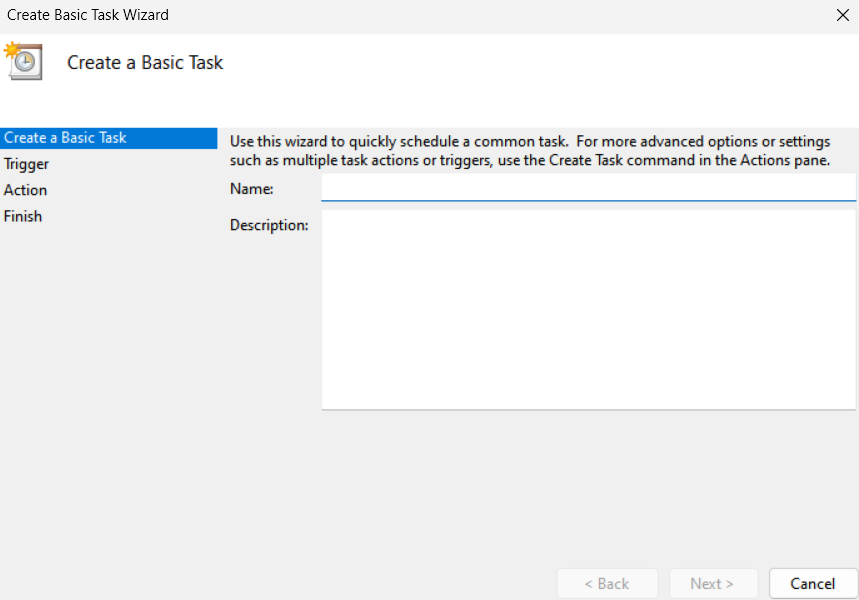 Create Basic Task Wizard
Create a Basic Task
Create a Basic Task
Trigger
Action
Finish
Use this wizard to quickly schedule a common task.  For more advanced options or settings
such as multiple task actions or triggers, use the Create Task command in the Actions pane.
Name:
Description:
< Back
Next >
Cancel